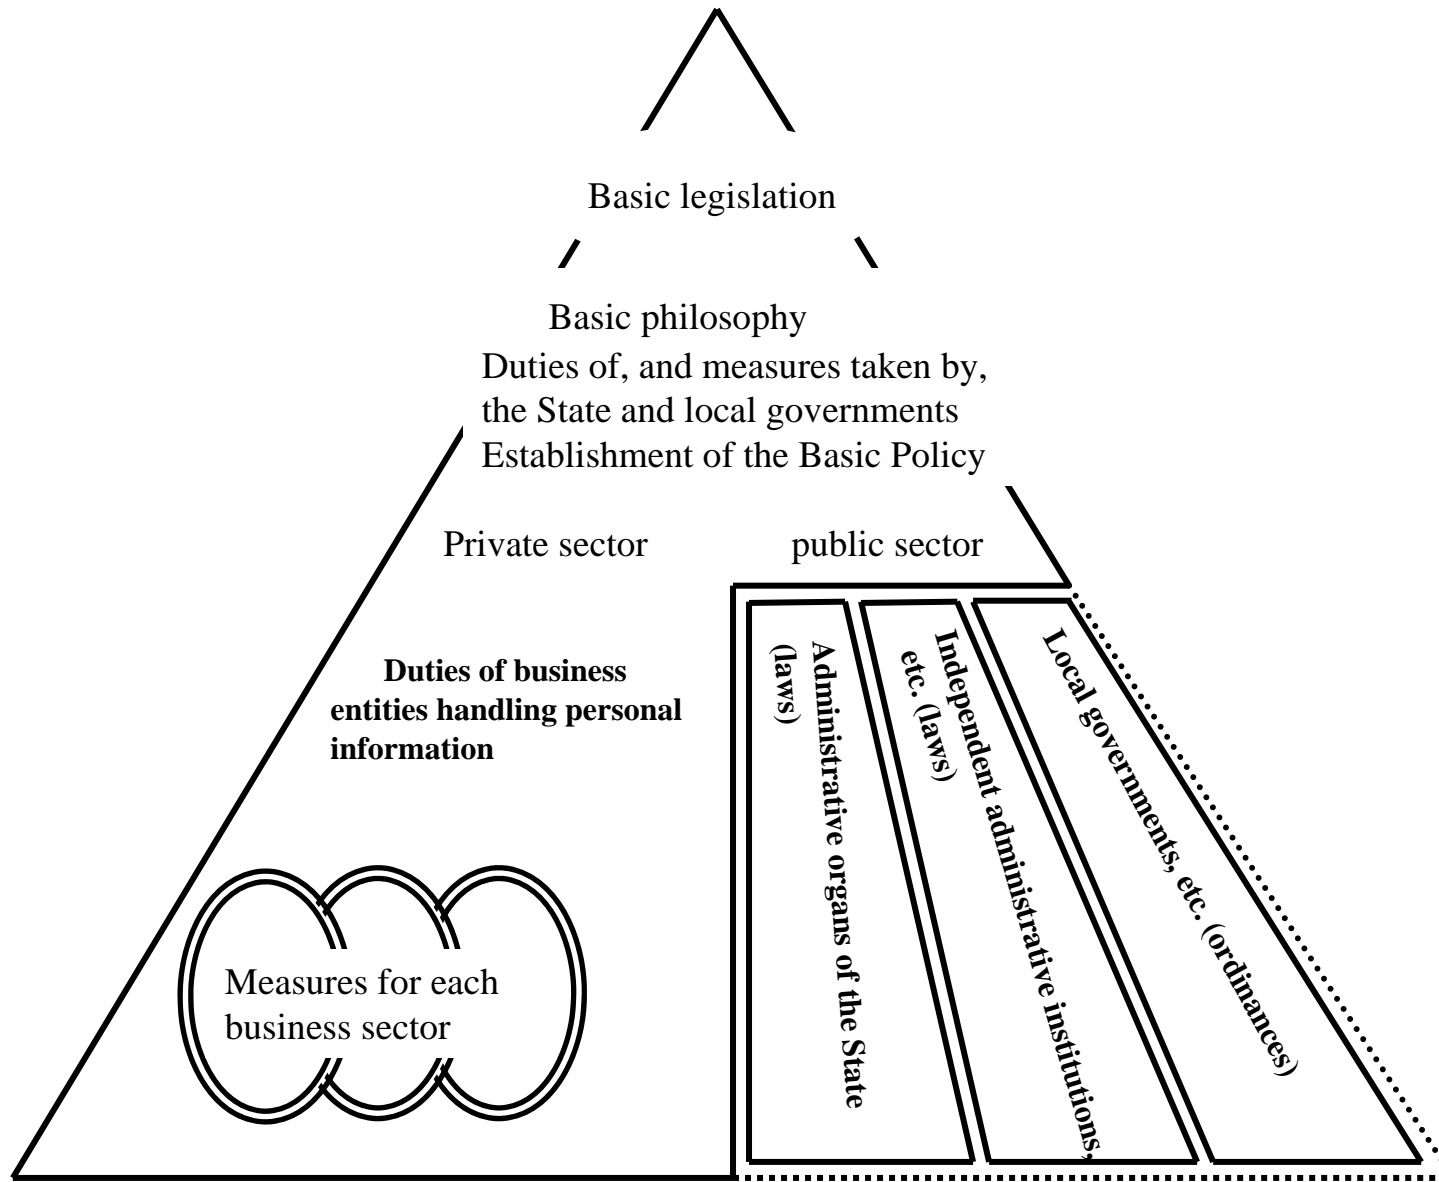 Basic legislation
Basic philosophy
Duties of, and measures taken by,
the State and local governments
Establishment of the Basic Policy
Private sector
public sector
Duties of business
entities handling personal
information
Measures for each
business sector
Administrative organs of the State
(laws)
Independent administrative institutions,
etc. (laws)
Local governments, etc. (ordinances)